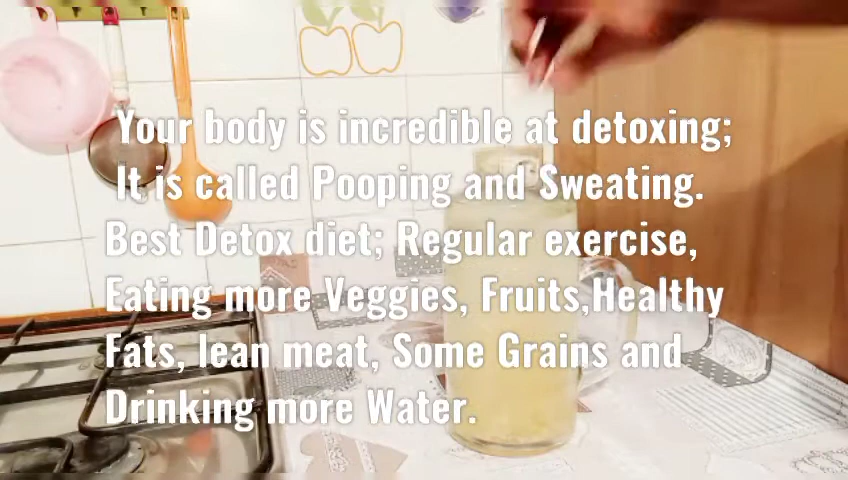 Your body is incredible at detoxing;
It is called Pooping and Sweating.
Best Detox diet; Regular exercise,
Eating more Veggies, Fruits,Healthy
Fats, lean meat, Some Grains and
Drinking more Water.